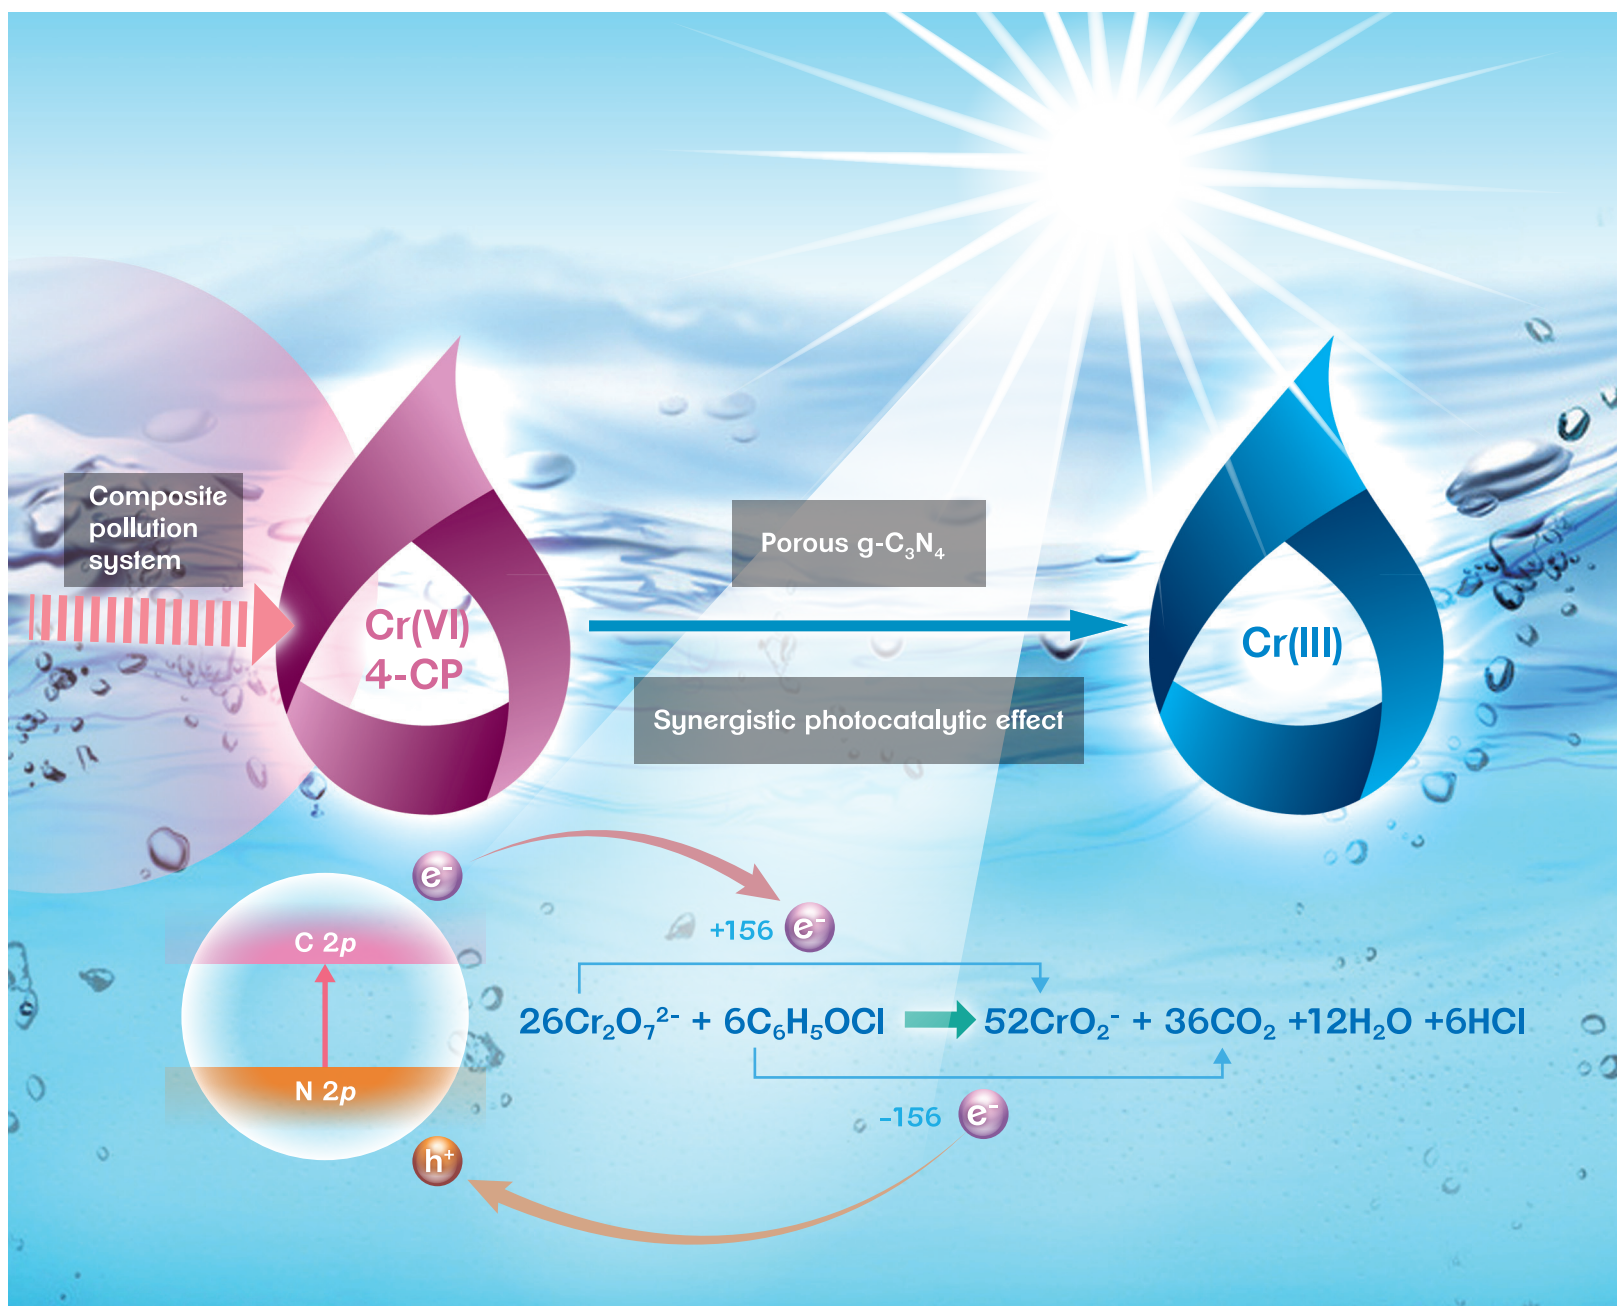 Composite
pollution
system
Cr(VI)
4-CP
Porous g-C₃N₄
Synergistic photocatalytic effect
Cr(III)
e⁻
+156 e⁻
C 2p
26Cr₂O₇²⁻ + 6C₆H₅OCl 52CrO₂⁻ + 36CO₂ +12H₂O +6HCl
N 2p
-156 e⁻
h⁺